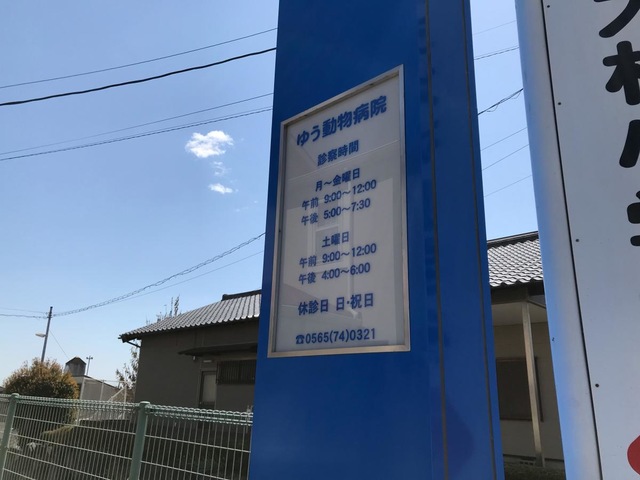 ゆう動物病院
診察時間
月〜金曜日
午前 9:00〜12:00
午後 5:00〜7:30
土曜日
午前 9:00〜12:00
午後 4:00〜6:00
休診日 日・祝日
☎0565(74)0321